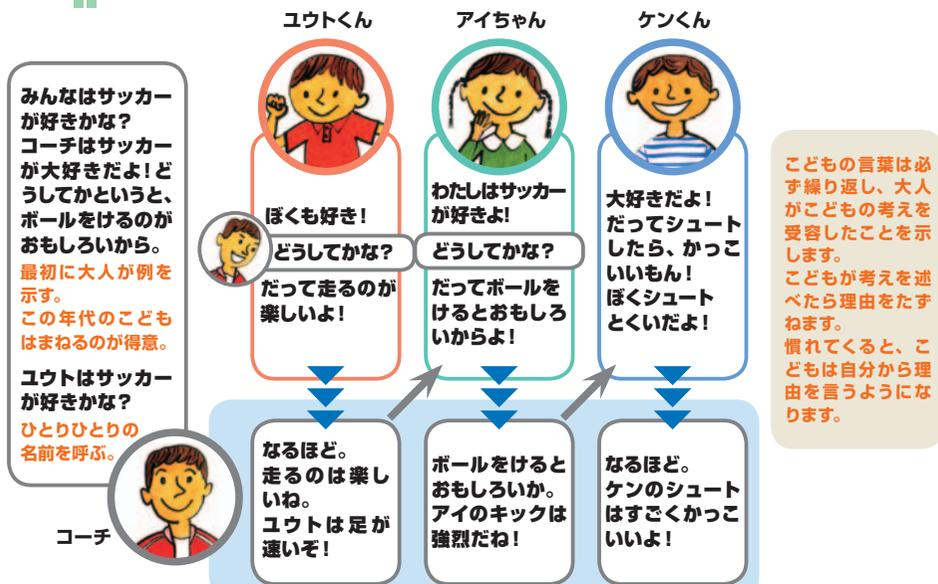 ユウトくん
アイちゃん
ケンくん
みんなはサッカー
が好きかな?
コーチはサッカー
が大好きだよ!ど
うしてかというと、
ボールをけるのが
おもしろいから。
最初に大人が例を
示す。
この年代のこども
はまねるのが得意。
ユウトはサッカー
が好きかな?
ひとりひとりの
名前を呼ぶ。
コーチ
ぼくも好き!
どうしてかな?
だって走るのが
楽しいよ!
なるほど。
走るのは楽し
いね。
ユウトは足が
速いぞ!
わたしはサッカー
が好きよ!
どうしてかな?
だってボールを
けるとおもしろ
いからよ!
ボールをけると
おもしろいか。
アイのキックは
強烈だね!
大好きだよ!
だってシュート
したら、かっこ
いいもん!
ぼくシュート
とくいだよ!
なるほど。
ケンのシュート
はすごくかっこ
いいよ!
こどもの言葉は必
ず繰り返し、大人
がこどもの考えを
受容したことを示
します。
こどもが考えを述
べたら理由をたず
ねます。
慣れてくると、こ
どもは自分から理
由を言うようにな
ります。